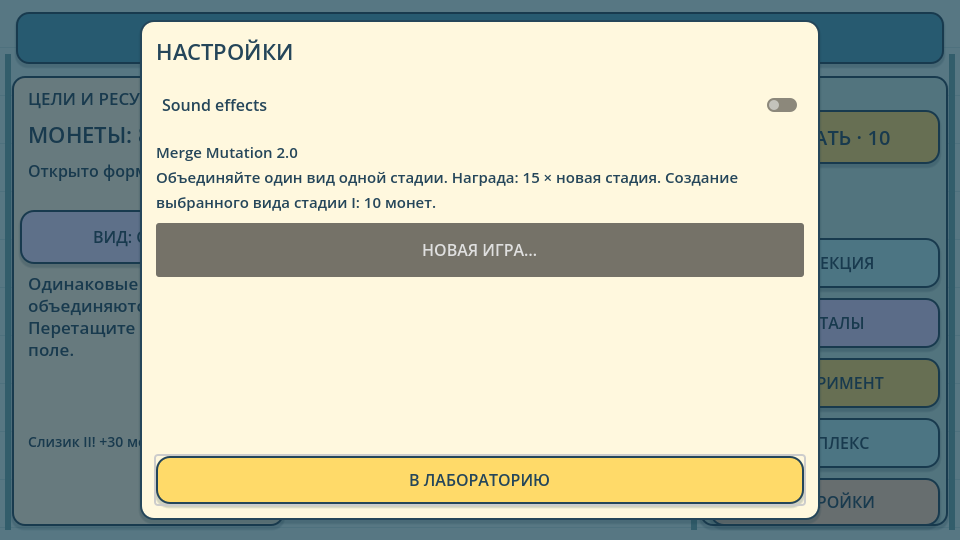 НАСТРОЙКИ
Sound effects
Merge Mutation 2.0
Объединяйте один вид одной стадии. Награда: 15 × новая стадия. Создание
выбранного вида стадии I: 10 монет.
НОВАЯ ИГРА...
В ЛАБОРАТОРИЮ
ЦЕЛИ И РЕСУ
МОНЕТЫ:
Открыто форм
ВИД:
Одинаковые
объединяютс
Перетащите
поле.
Слизик II! +30 м
АТЬ · 10
ЕКЦИЯ
ТАЛЫ
РИМЕНТ
ПЛЕКС
РОЙКИ